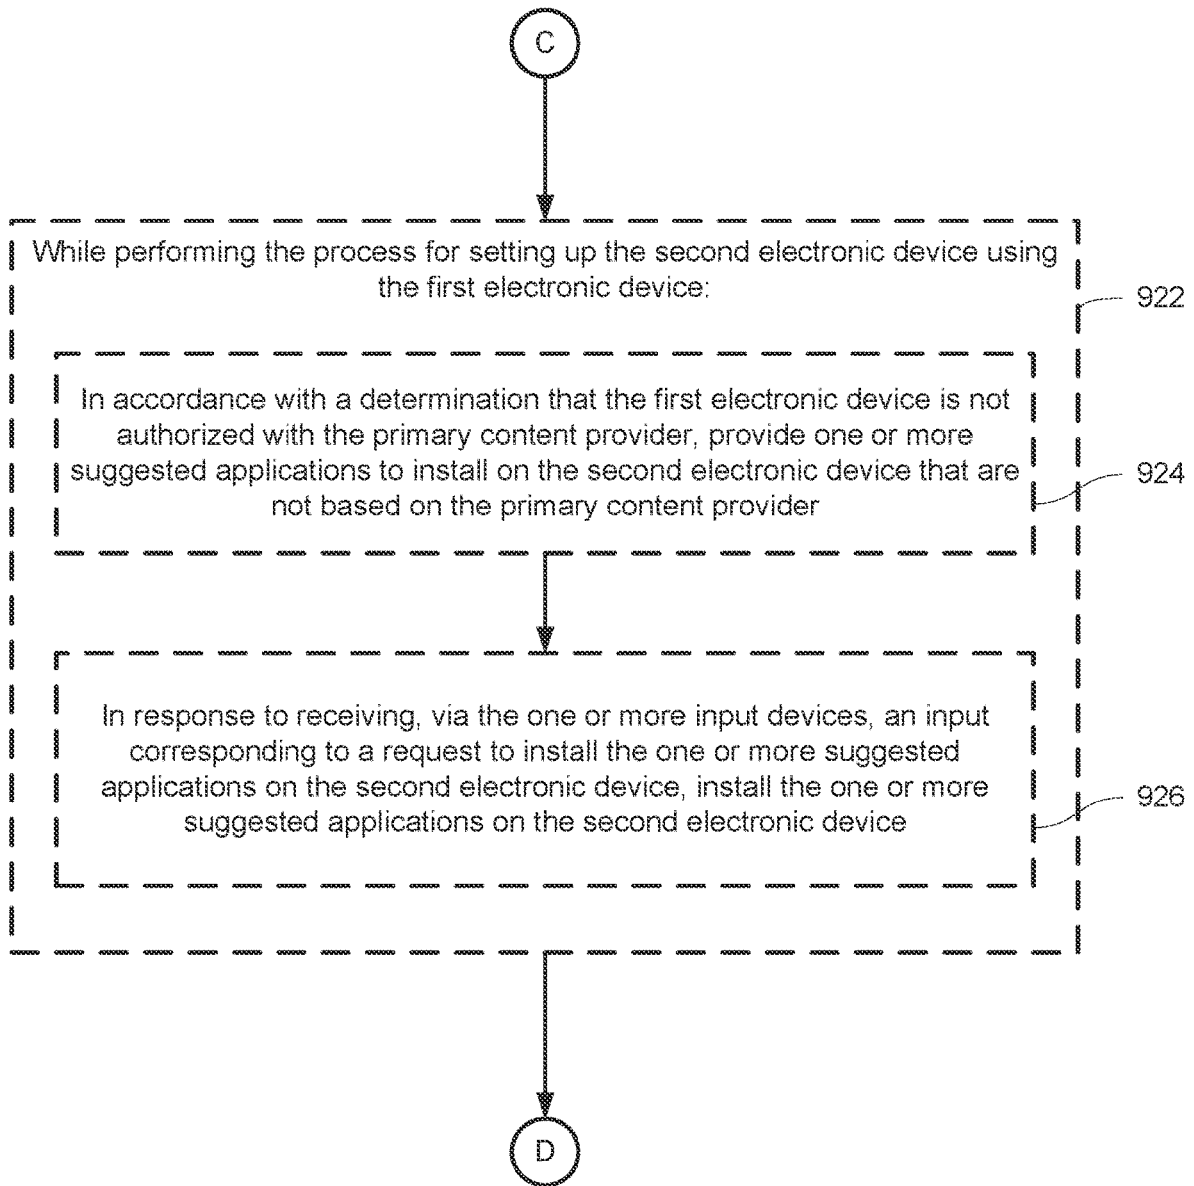 C
While performing the process for setting up the second electronic device using
the first electronic device:
922
In accordance with a determination that the first electronic device is not
authorized with the primary content provider, provide one or more
suggested applications to install on the second electronic device that are
not based on the primary content provider
924
In response to receiving, via the one or more input devices, an input
corresponding to a request to install the one or more suggested
applications on the second electronic device, install the one or more
suggested applications on the second electronic device
926
D